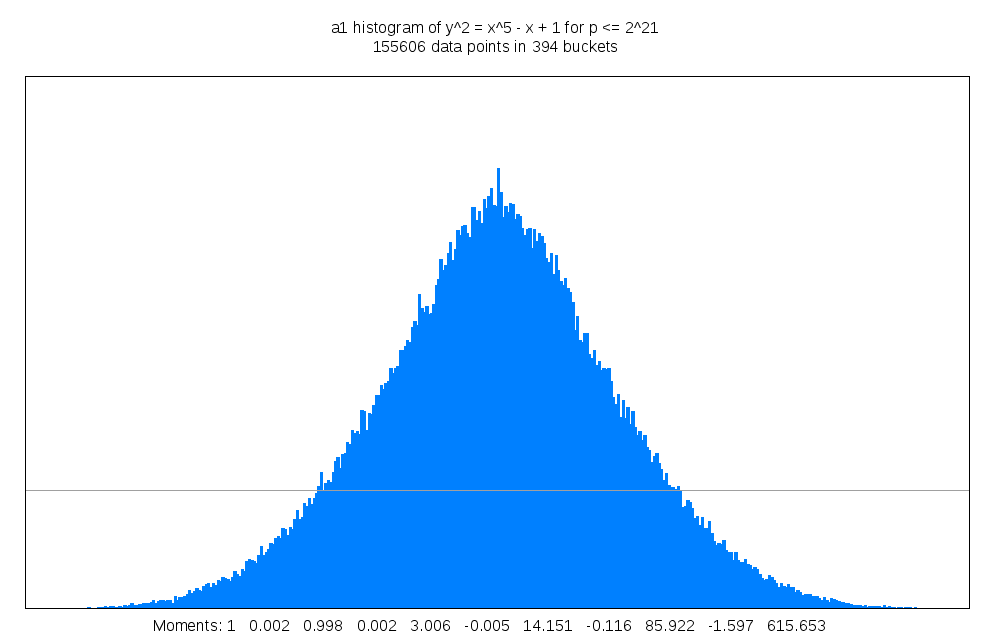 a1 histogram of y^2 = x^5 - x + 1 for p <= 2^21
155606 data points in 394 buckets
Moments: 1 0.002 0.998 0.002 3.006 -0.005 14.151 -0.116 85.922 -1.597 615.653